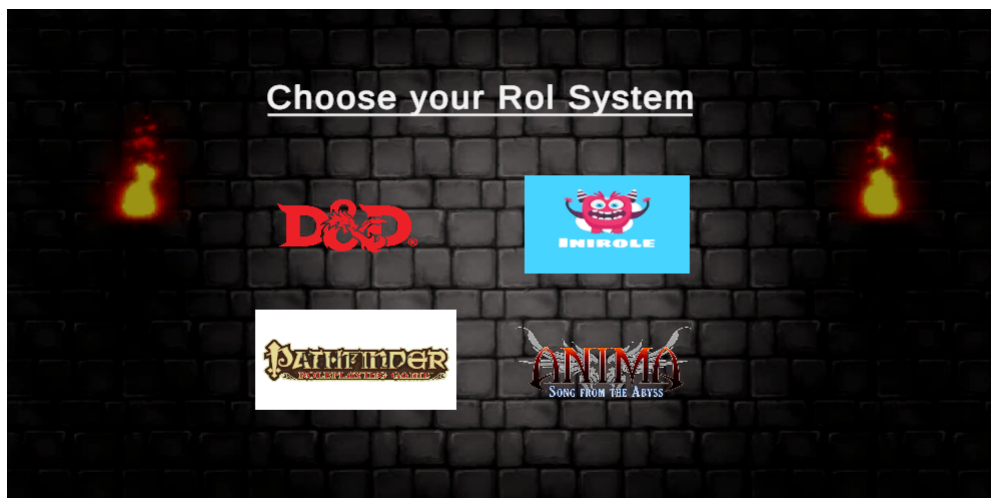 Choose your Rol System
D&D®
INIROLE
PATHFINDER
ROLEPLAYING GAME
ANIMA
SONG FROM THE ABYSS